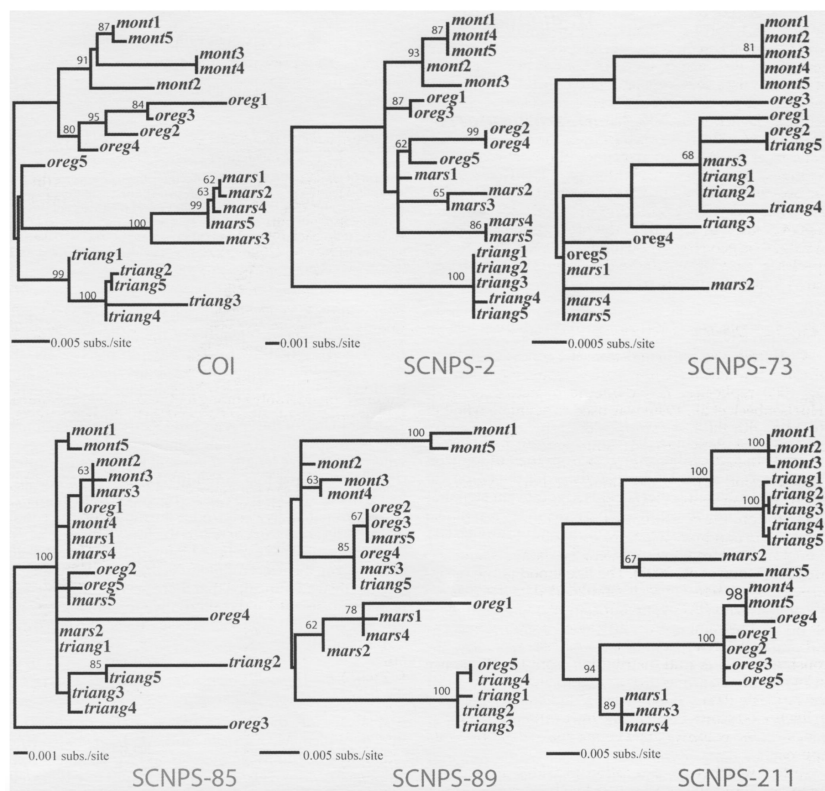 mont1
mont5
87
mont3
mont4
91
mont2
oreg1
84
oreg3
95
oreg2
80
oreg4
oreg5
mars1
62
mars2
63
mars4
99
mars5
100
mars3
triang1
99
triang2
triang5
100
triang3
triang4
0.005 subs./site
COI
mont1
87
mont4
mont5
93
mont2
mont3
oreg1
87
oreg3
oreg2
99
oreg4
62
oreg5
mars1
mars2
65
mars3
mars4
86
mars5
triang1
triang2
100
triang3
triang4
triang5
0.001 subs./site
SCNPS-2
mont1
mont2
81
mont3
mont4
mont5
oreg3
oreg1
oreg2
triang5
68
mars3
triang1
triang2
triang4
triang3
oreg4
oreg5
mars1
mars2
mars4
mars5
0.0005 subs./site
SCNPS-73
mont1
mont5
mont2
63
mont3
mars3
oreg1
mont4
mars1
100
mars4
oreg2
oreg5
mars5
oreg4
mars2
triang1
85
triang2
triang5
triang3
triang4
oreg3
0.001 subs./site
SCNPS-85
mont1
100
mont5
mont2
63
mont3
mont4
oreg2
67
oreg3
mars5
85
oreg4
mars3
triang5
oreg1
78
mars1
62
mars4
mars2
oreg5
triang4
100
triang1
triang2
triang3
0.005 subs./site
SCNPS-89
mont1
100
mont2
mont3
100
triang1
triang2
100
triang3
triang4
triang5
mars2
67
mars5
mont4
98
mont5
oreg4
100
oreg1
oreg2
oreg3
oreg5
94
mars1
89
mars3
mars4
0.005 subs./site
SCNPS-211